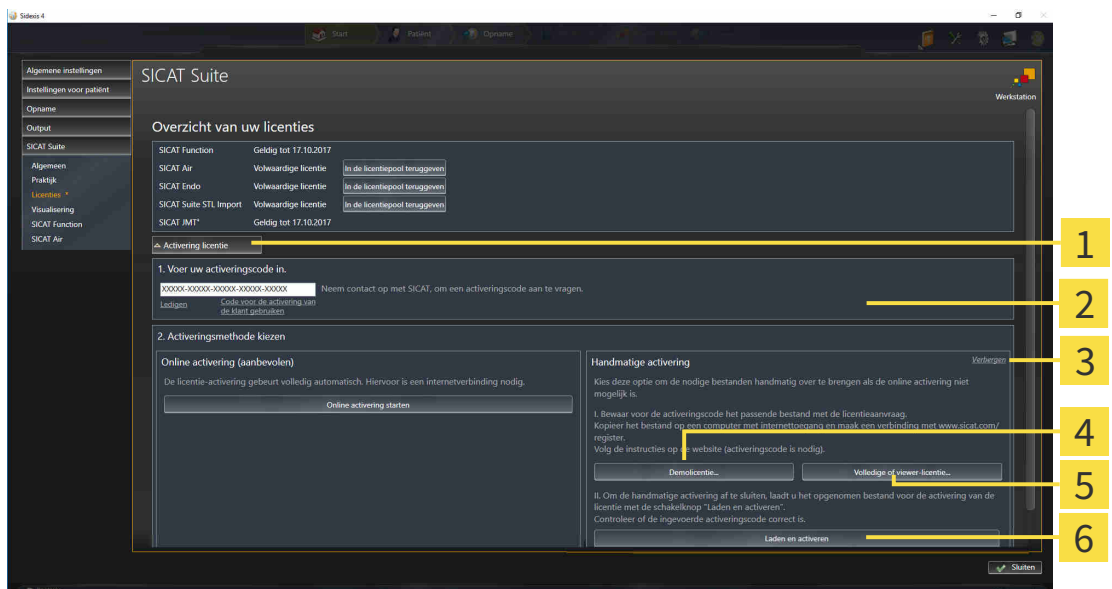 Sidexis 4
Start
Patiënt
Opname
Algemene instellingen
Instellingen voor patiënt
Opname
Output
SICAT Suite
Algemeen
Praktijk
Licenties *
Visualisering
SICAT Function
SICAT Air
SICAT Suite
Werkstation
Overzicht van uw licenties
SICAT Function Geldig tot 17.10.2017
SICAT Air Volwaardige licentie In de licentiepool teruggeven
SICAT Endo Volwaardige licentie In de licentiepool teruggeven
SICAT Suite STL Import Volwaardige licentie In de licentiepool teruggeven
SICAT JMT⁺ Geldig tot 17.10.2017
Activering licentie
1. Voer uw activeringscode in.
XXXXX-XXXXX-XXXXX-XXXXX-XXXXX Neem contact op met SICAT, om een activeringscode aan te vragen.
Ledigen Code voor de activering van
de klant gebruiken
2. Activeringsmethode kiezen
Online activering (aanbevolen)
De licentie-activering gebeurt volledig automatisch. Hiervoor is een internetverbinding nodig.
Online activering starten
Handmatige activering Verbergen
Kies deze optie om de nodige bestanden handmatig over te brengen als de online activering niet
mogelijk is.
I. Bewaar voor de activeringscode het passende bestand met de licentieaanvraag.
Kopieer het bestand op een computer met internettoegang en maak een verbinding met www.sicat.com/
register.
Volg de instructies op de website (activeringscode is
nodig).
Demolicentie...
Volledige of viewer-licentie...
II. Om de handmatige activering af te sluiten, laadt u het opgenomen bestand voor de activering van de
licentie met de schakelknop "Laden en activeren".
Controleer of de ingevoerde activeringscode correct is.
Laden en activeren
Sluiten
1
2
3
4
5
6